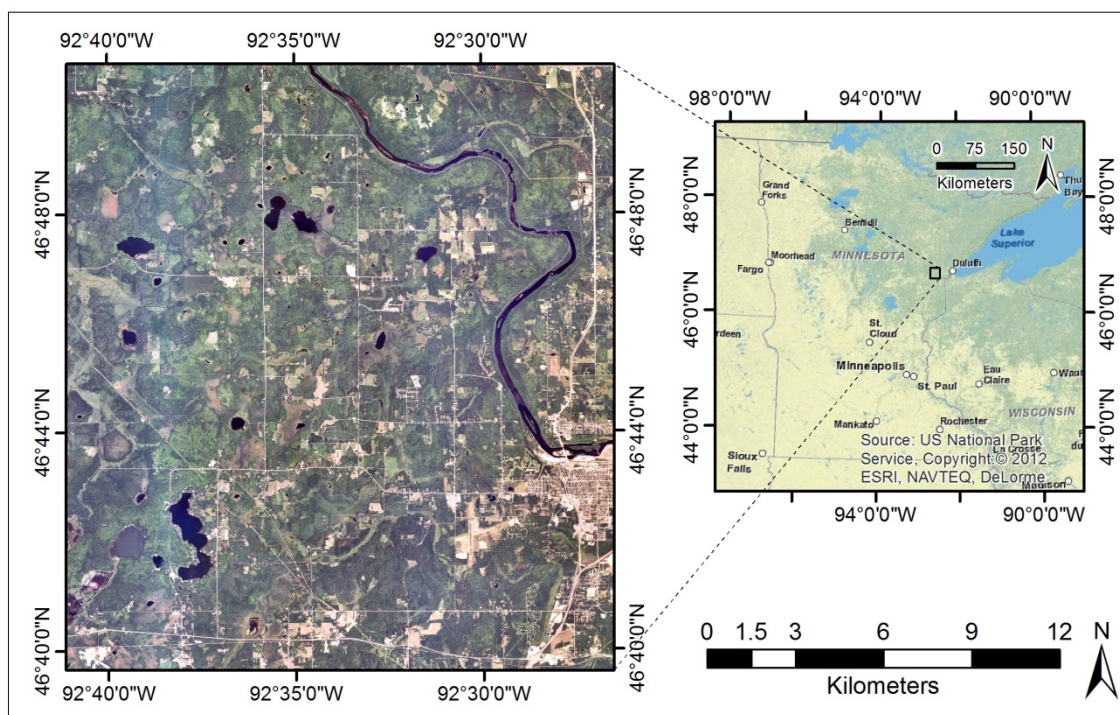 92°40'0"W 92°35'0"W 92°30'0"W
46°48'0"N
46°44'0"N
46°40'0"N
46°48'0"N
46°44'0"N
46°40'0"N
92°40'0"W 92°35'0"W 92°30'0"W
98°0'0"W 94°0'0"W 90°0'0"W
48°0'0"N
46°0'0"N
44°0'0"N
48°0'0"N
46°0'0"N
44°0'0"N
94°0'0"W 90°0'0"W
0 75 150
Kilometers
N
Thu
Bay
Grand
Forks
Bemidji
Lake
Superior
MINNESOTA
Moorhead
Fargo
Duluth
rdeen
St.
Cloud
Minneapolis
St. Paul
Eau
Claire
Wau
WISCONSIN
Mankato
Rochester
Sioux
Falls
La Crosse
F
du
Madison
Source: US National Park
Service, Copyright:© 2012
ESRI, NAVTEQ, DeLorme
0 1.5 3 6 9 12
Kilometers
N